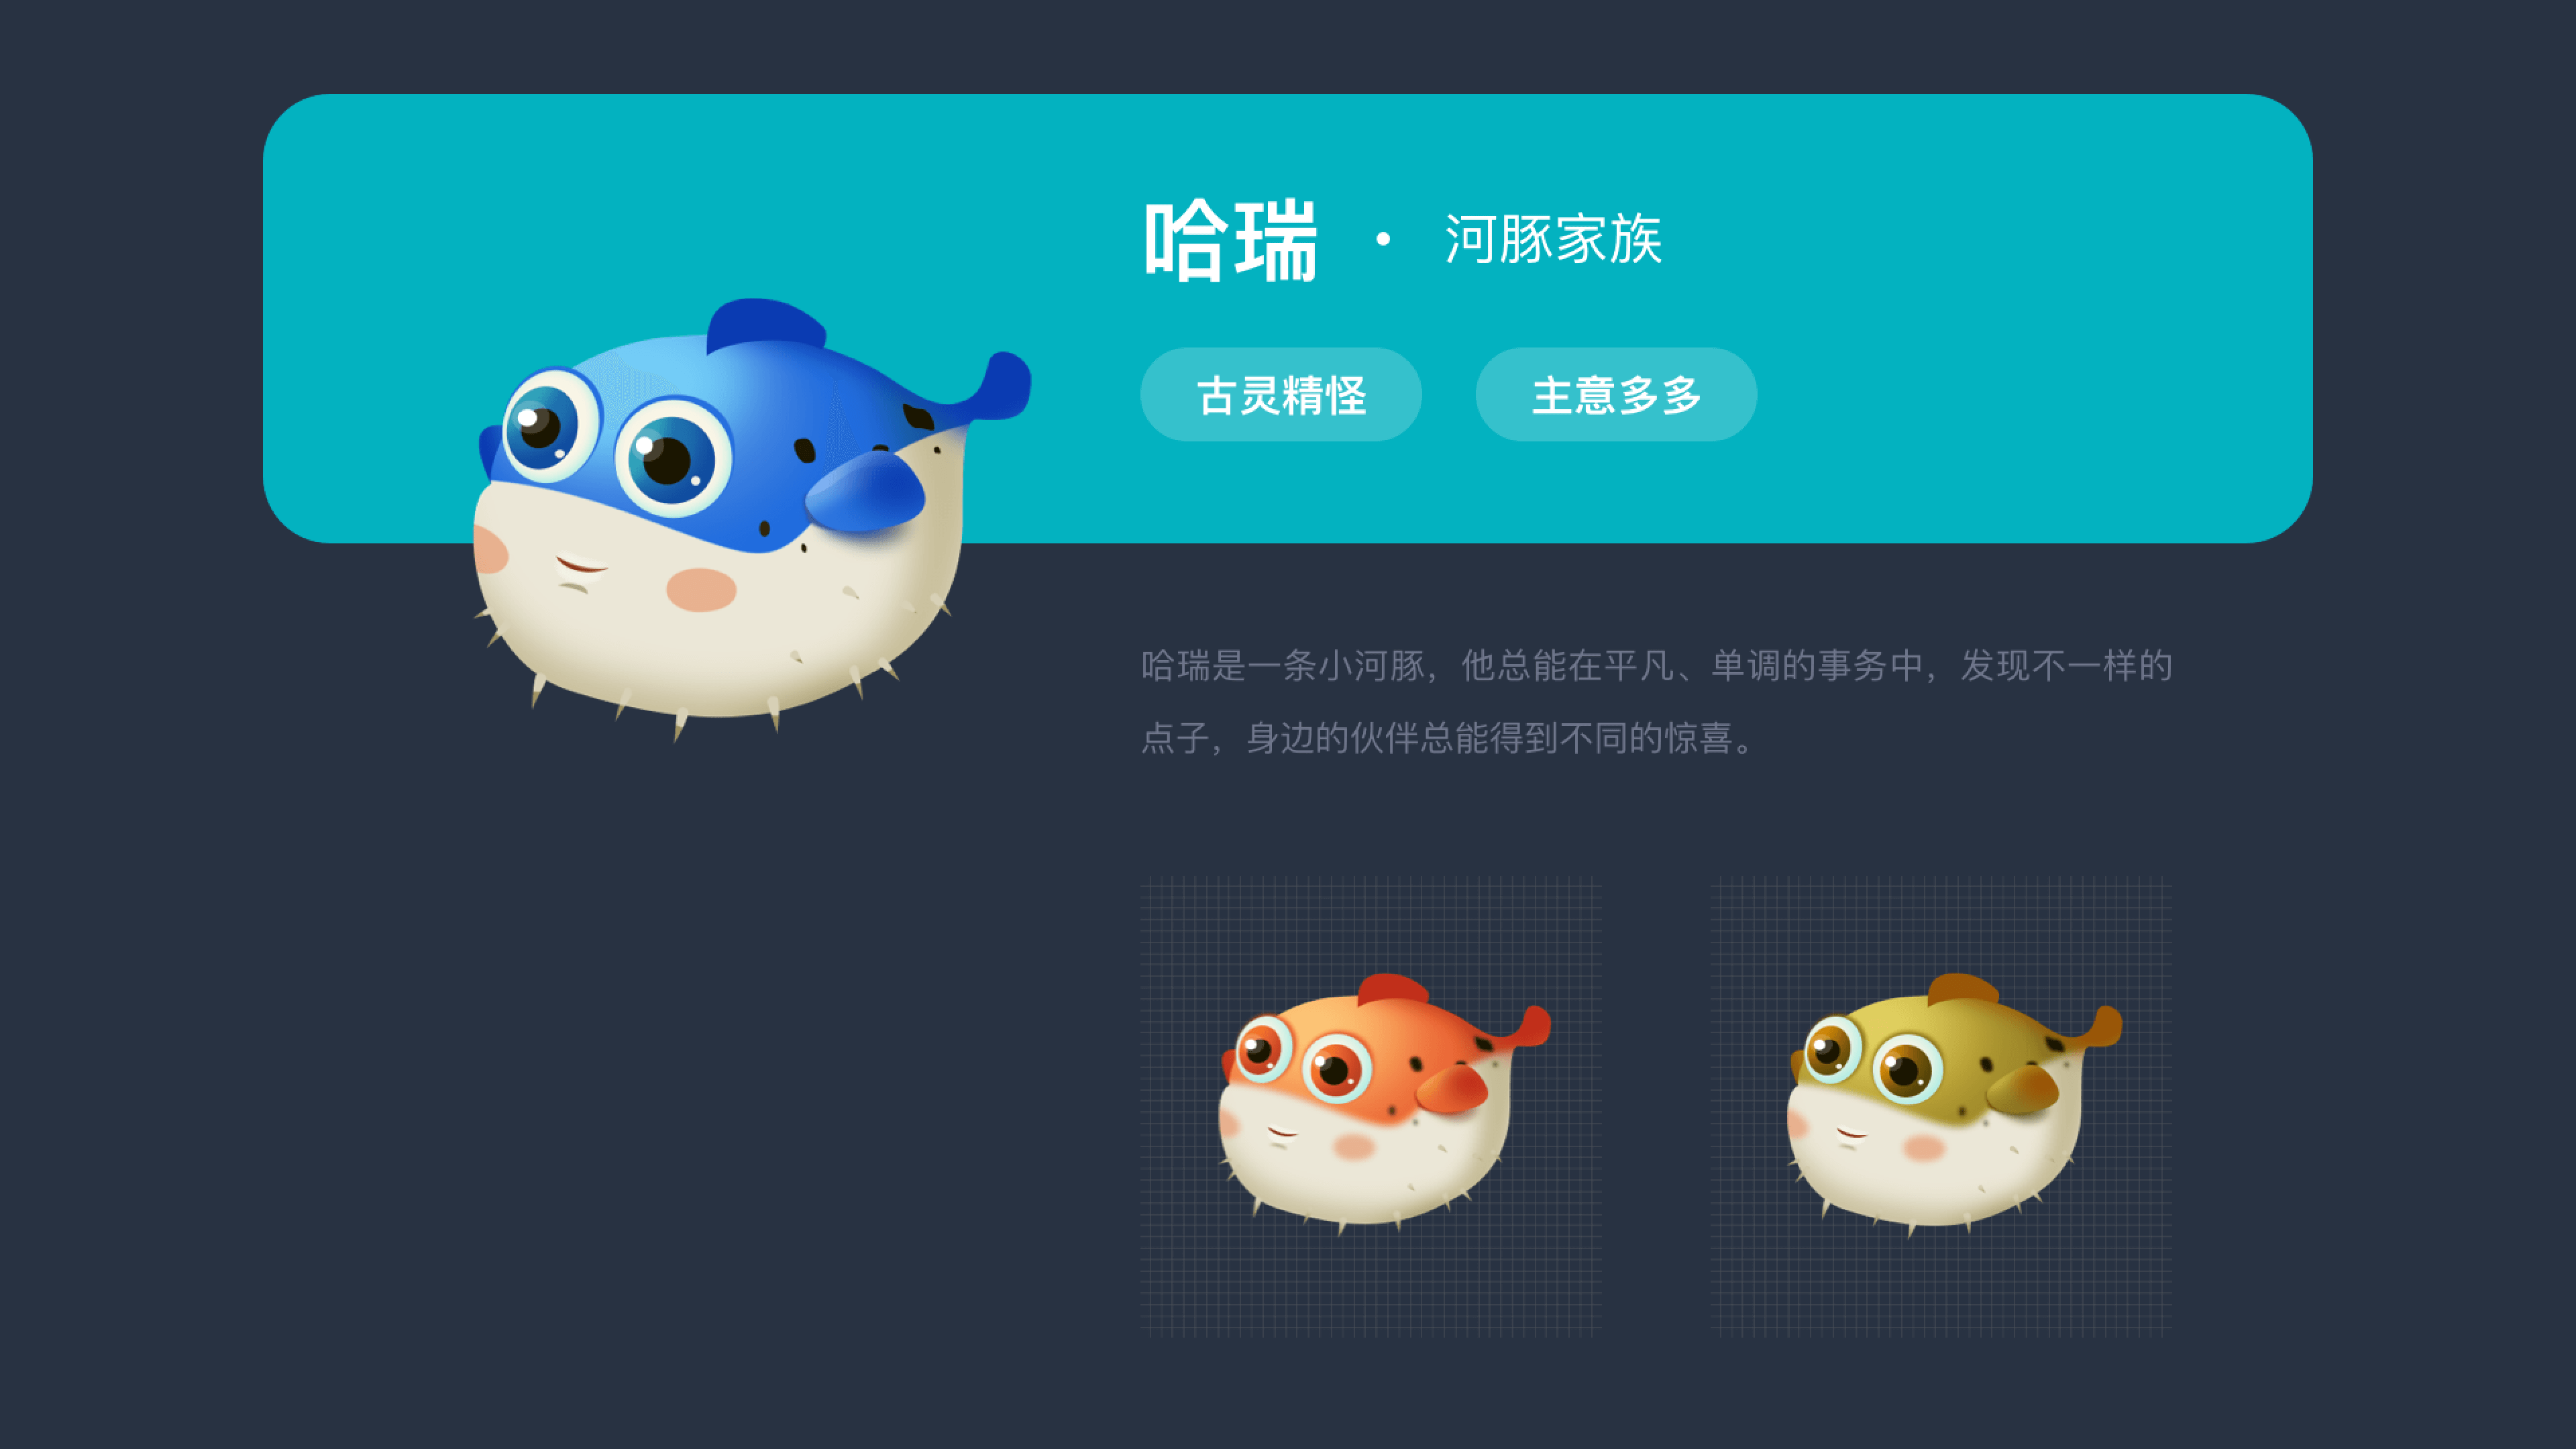 哈瑞 • 河豚家族
古灵精怪 主意多多
哈瑞是一条小河豚，他总能在平凡、单调的事务中，发现不一样的
点子，身边的伙伴总能得到不同的惊喜。